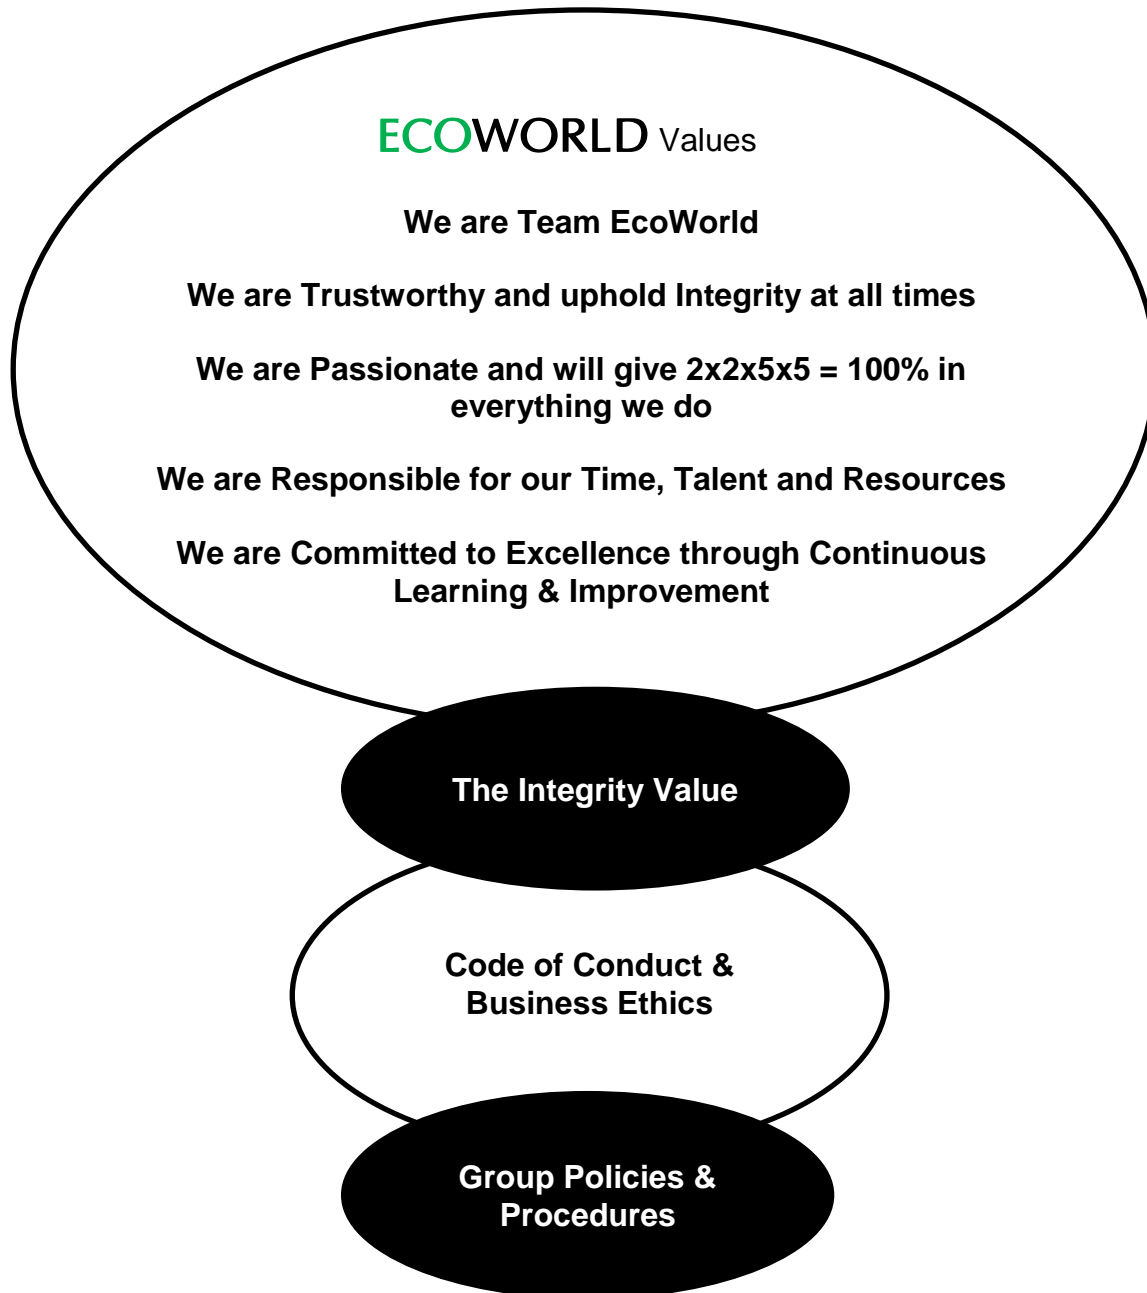 ECOWORLD Values
We are Team EcoWorld
We are Trustworthy and uphold Integrity at all times
We are Passionate and will give 2x2x5x5 = 100% in
everything we do
We are Responsible for our Time, Talent and Resources
We are Committed to Excellence through Continuous
Learning & Improvement
The Integrity Value
Code of Conduct &
Business Ethics
Group Policies &
Procedures